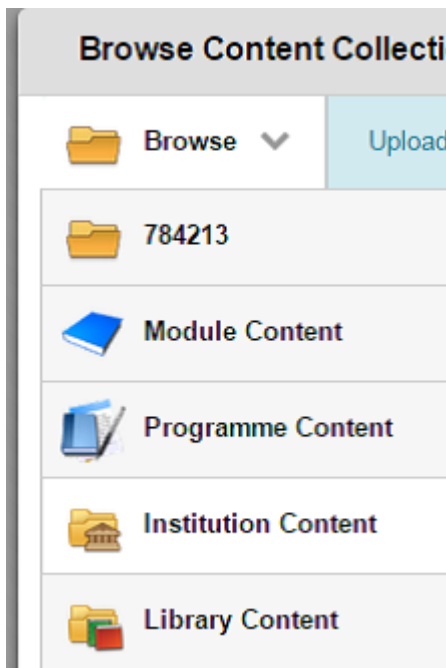 Browse Content Collecti
Browse Upload
784213
Module Content
Programme Content
Institution Content
Library Content